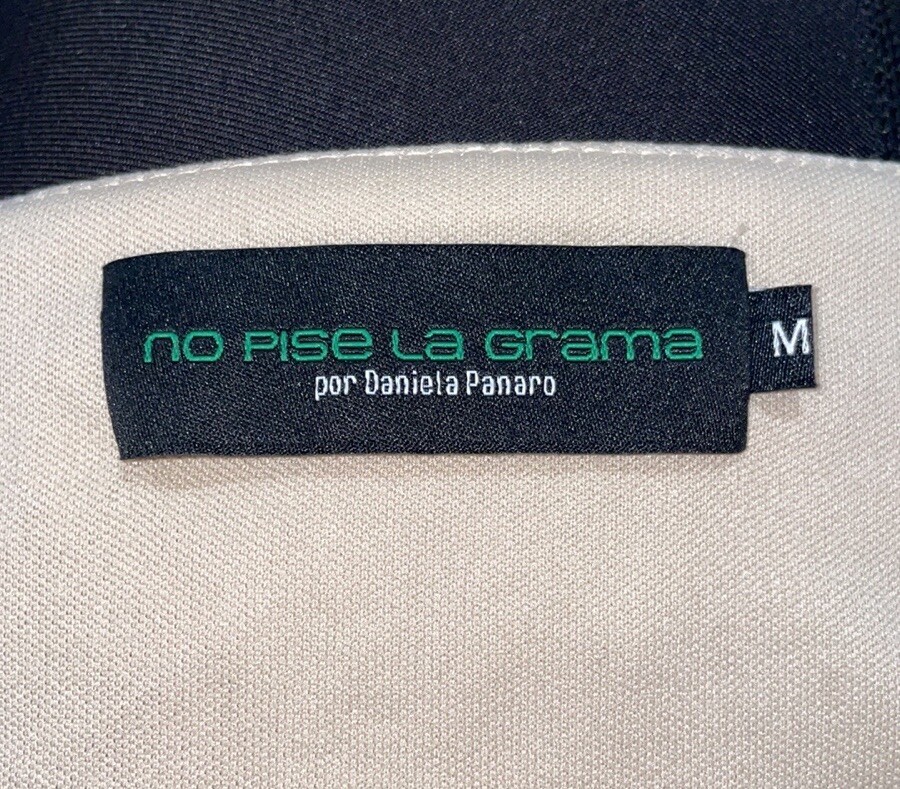 no PISe La Grama
por Daniela Panaro
M